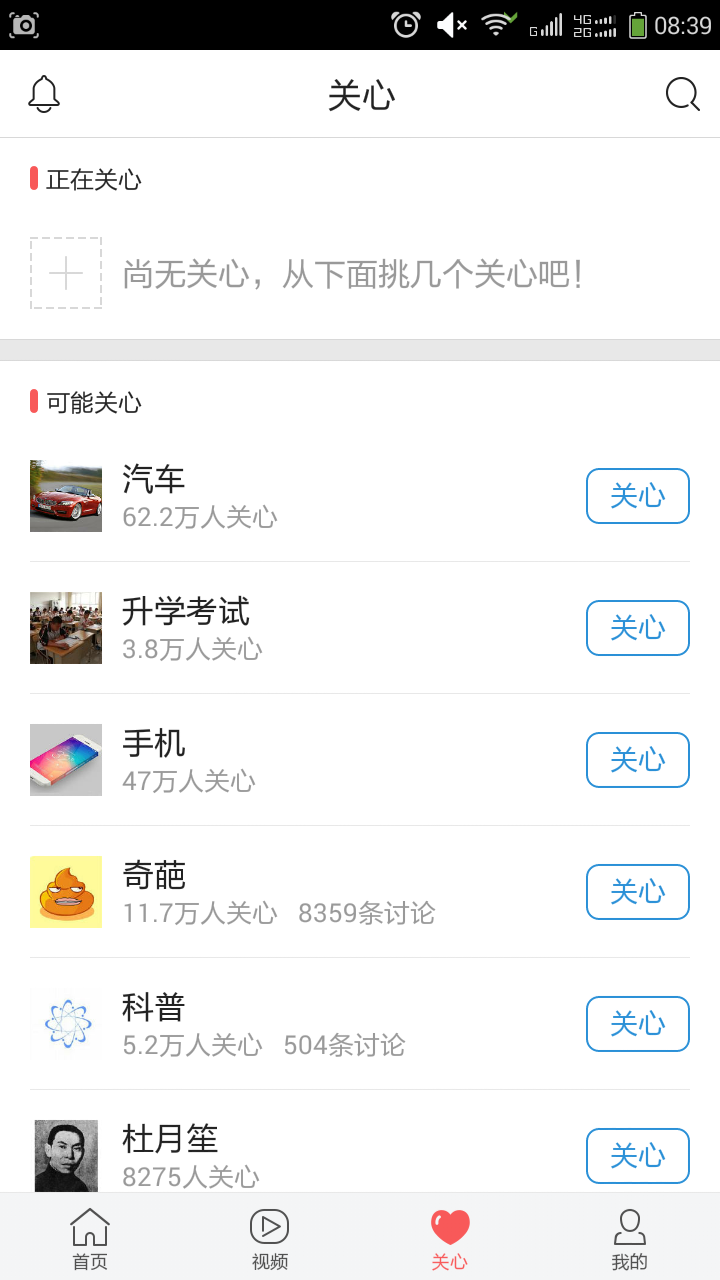 G 4G 2G 08:39
关心
正在关心
尚无关心，从下面挑几个关心吧！
可能关心
汽车
62.2万人关心
关心
升学考试
3.8万人关心
关心
手机
47万人关心
关心
奇葩
11.7万人关心 8359条讨论
关心
科普
5.2万人关心 504条讨论
关心
杜月笙
8275人关心
关心
首页 视频 关心 我的